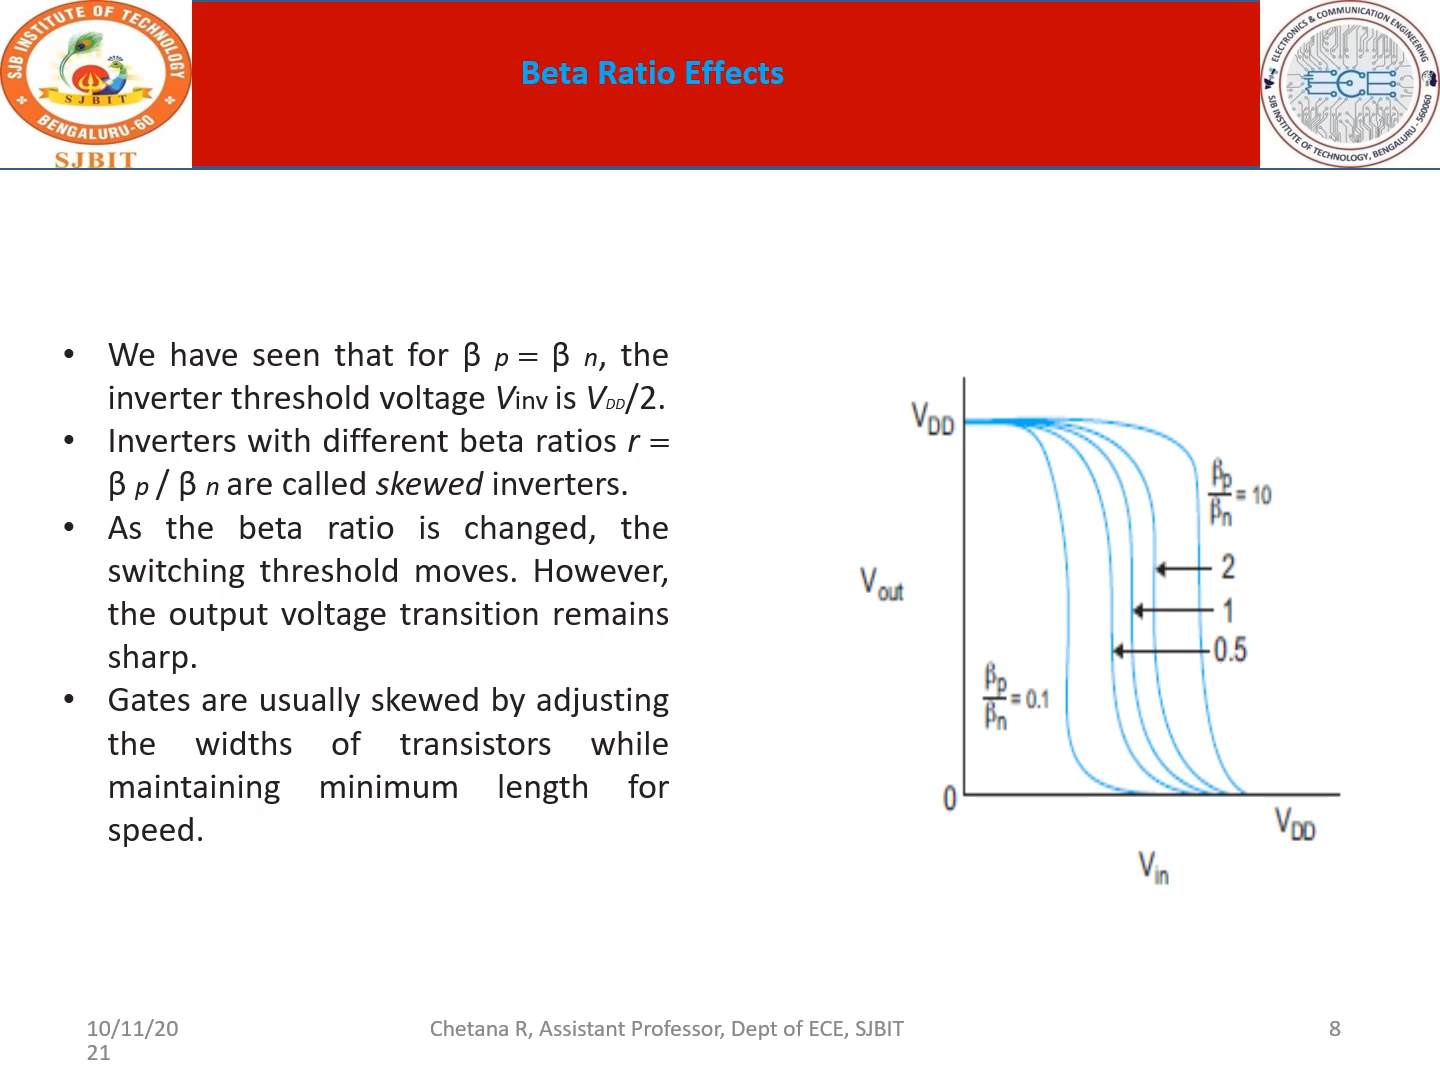 SJB INSTITUTE OF TECHNOLOGY
SJBIT
BENGALURU-60
SJBIT
Beta Ratio Effects
ELECTRONICS & COMMUNICATION ENGINEERING
ECE
SJB INSTITUTE OF TECHNOLOGY, BENGALURU - 560060
• We have seen that for β p = β n, the
inverter threshold voltage Vinv is VDD/2.
• Inverters with different beta ratios r =
β p / β n are called skewed inverters.
• As the beta ratio is changed, the
switching threshold moves. However,
the output voltage transition remains
sharp.
• Gates are usually skewed by adjusting
the widths of transistors while
maintaining minimum length for
speed.
VDD
βp/βn = 10
2
Vout
1
0.5
βp/βn = 0.1
0
VDD
Vin
10/11/20
21
Chetana R, Assistant Professor, Dept of ECE, SJBIT
8